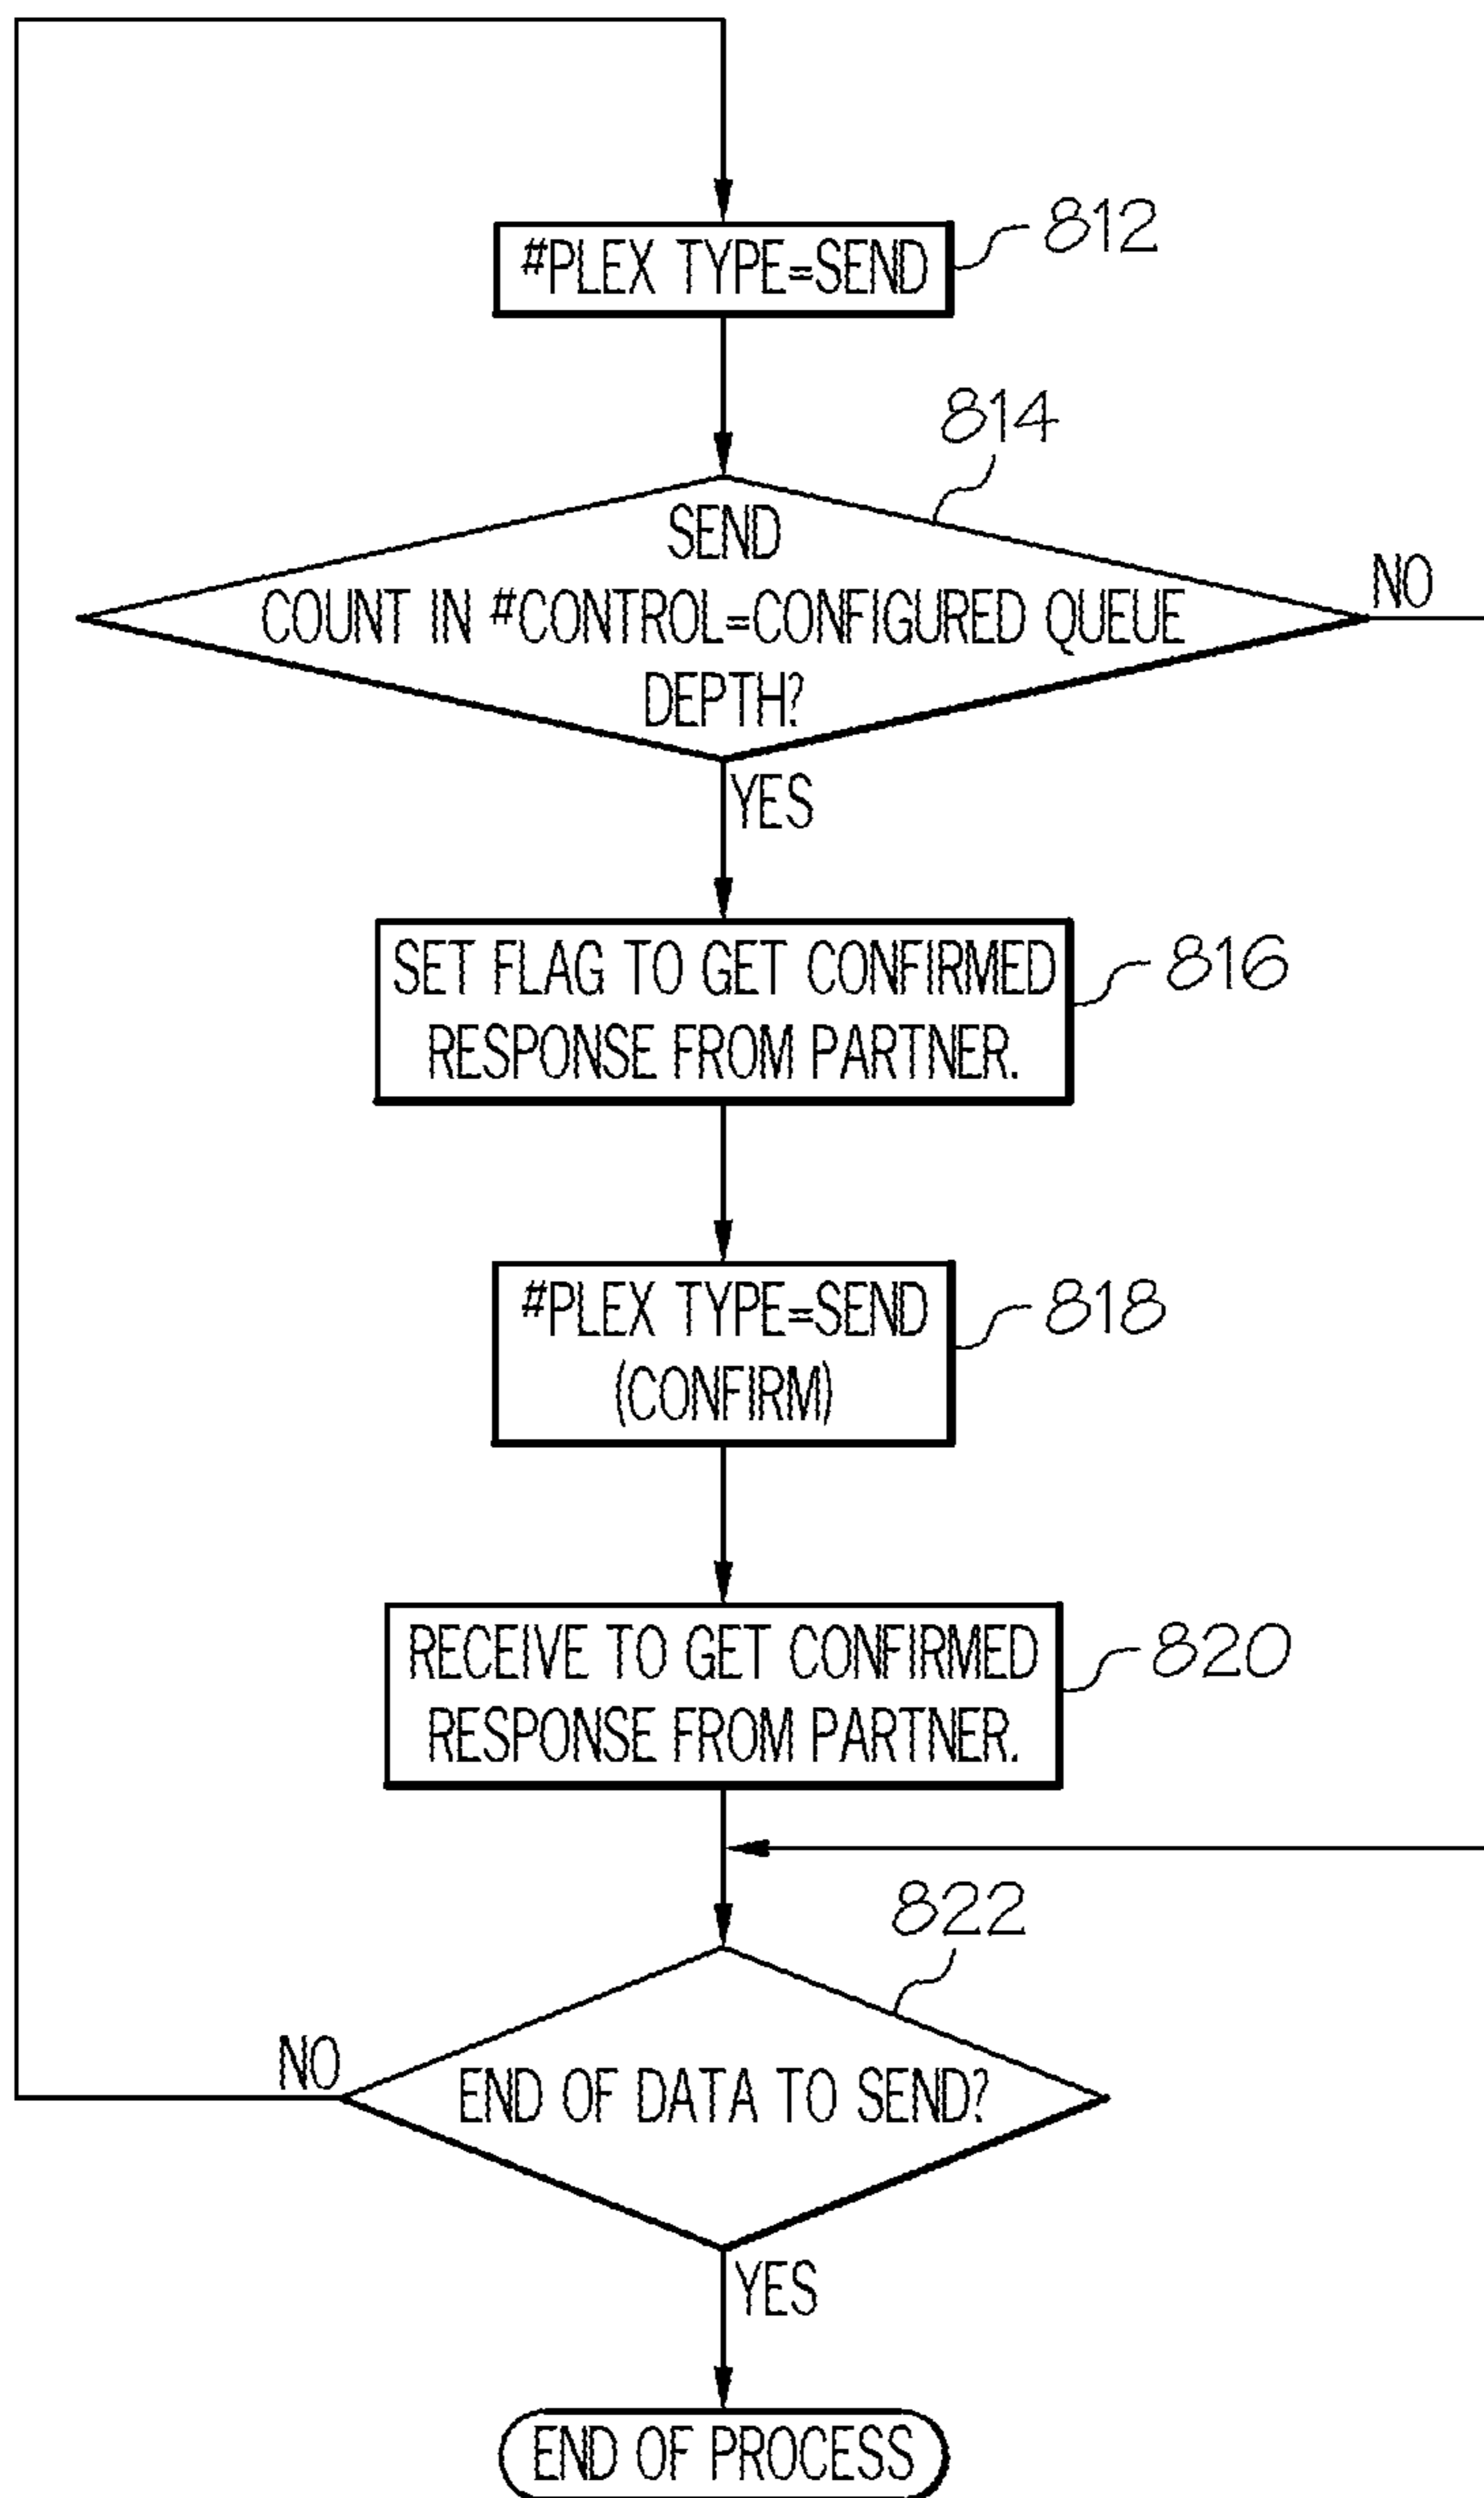 #PLEX TYPE=SEND
812
814
SEND
COUNT IN #CONTROL=CONFIGURED QUEUE
DEPTH?
NO
YES
SET FLAG TO GET CONFIRMED
RESPONSE FROM PARTNER.
816
#PLEX TYPE=SEND
(CONFIRM)
818
RECEIVE TO GET CONFIRMED
RESPONSE FROM PARTNER.
820
822
NO
END OF DATA TO SEND?
YES
END OF PROCESS